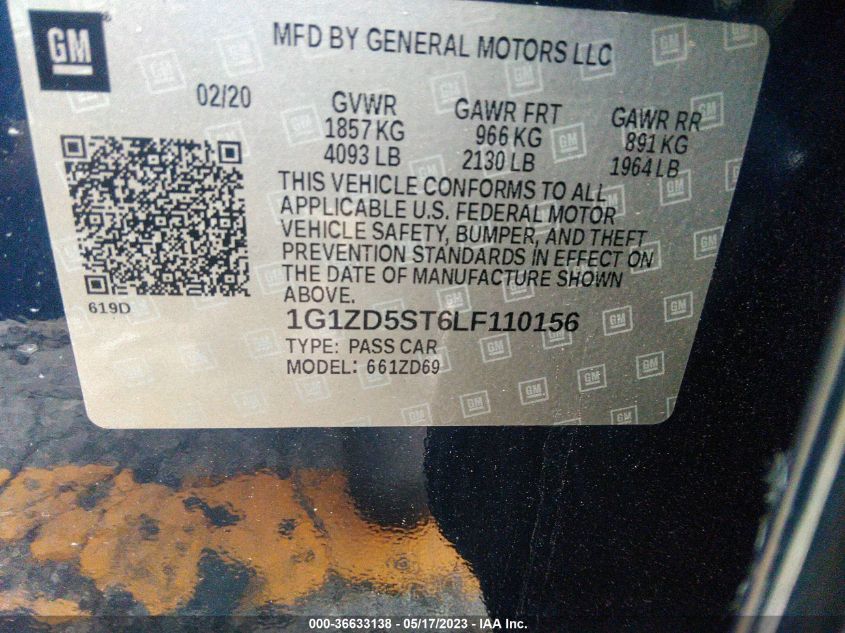 GM
®
MFD BY GENERAL MOTORS LLC
02/20
GVWR
1857 KG
4093 LB
GAWR FRT
966 KG
2130 LB
GAWR RR
891 KG
1964 LB
THIS VEHICLE CONFORMS TO ALL
APPLICABLE U.S. FEDERAL MOTOR
VEHICLE SAFETY, BUMPER, AND THEFT
PREVENTION STANDARDS IN EFFECT ON
THE DATE OF MANUFACTURE SHOWN
ABOVE.
619D
1G1ZD5ST6LF110156
TYPE: PASS CAR
MODEL: 661ZD69
000-36633138 - 05/17/2023 - IAA Inc.